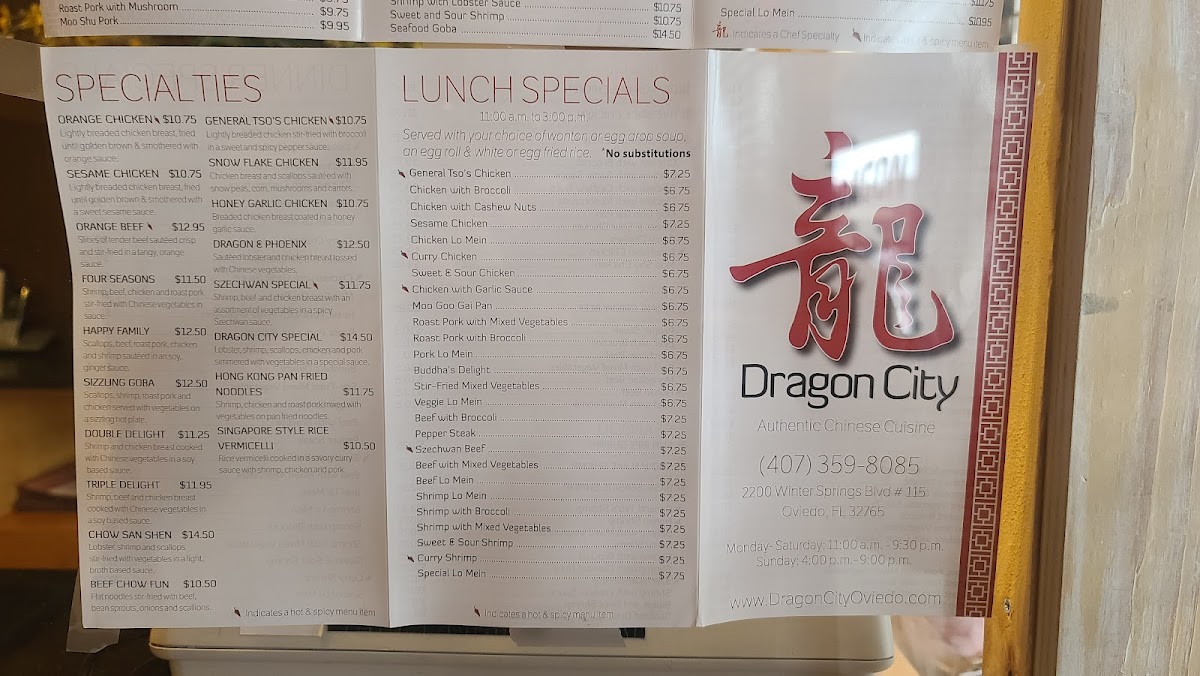 Roast Pork with Mushroom $9.75
Moo Shu Pork $9.95
Shrimp with Lobster Sauce $10.75
Sweet and Sour Shrimp $10.75
Seafood Goba $14.50
Special Lo Mein $10.95
龍 Indicates a Chef Specialty
SPECIALTIES
ORANGE CHICKEN $10.75
Lightly breaded chicken breast, fried
until golden brown & smothered with
orange sauce.
SESAME CHICKEN $10.75
Lightly breaded chicken breast, fried
until golden brown & smothered with
a sweet sesame sauce.
ORANGE BEEF $12.95
Slices of tender beef sautéed crisp
and stir-fried in a tangy, orange
sauce.
FOUR SEASONS $11.50
Shrimp, beef, chicken and roast pork
stir-fried with Chinese vegetables in
sauce.
HAPPY FAMILY $12.50
Scallops, beef, roast pork, chicken
and shrimp sautéed in an soy,
ginger sauce.
SIZZLING GOBA $12.50
Scallops, shrimp, roast pork and
chicken served with vegetables on
a sizzling hot plate.
DOUBLE DELIGHT $11.25
Shrimp and chicken breast cooked
with Chinese vegetables in a soy
based sauce.
TRIPLE DELIGHT $11.95
Shrimp, beef and chicken breast
cooked with Chinese vegetables in
a soy based sauce.
CHOW SAN SHEN $14.50
Lobster, shrimp and scallops
stir-fried with vegetables in a light,
broth based sauce.
BEEF CHOW FUN $10.50
Flat noodles stir-fried with beef,
bean sprouts, onions and scallions.
GENERAL TSO'S CHICKEN $10.75
Lightly breaded chicken stir-fried with broccoli
in a sweet and spicy pepper sauce.
SNOW FLAKE CHICKEN $11.95
Chicken breast and scallops sautéed with
snow peas, corn, mushrooms and carrots.
HONEY GARLIC CHICKEN $10.75
Breaded chicken breast coated in a honey
garlic sauce.
DRAGON & PHOENIX $12.50
Sautéed lobster and chicken breast tossed
with Chinese vegetables.
SZECHWAN SPECIAL $11.75
Shrimp, beef and chicken breast with an
assortment of vegetables in a spicy
Szechwan sauce.
DRAGON CITY SPECIAL $14.50
Lobster, shrimp, scallops, chicken and pork
simmered with vegetables in a special sauce.
HONG KONG PAN FRIED
NOODLES $11.75
Shrimp, chicken and roast pork mixed with
vegetables on pan fried noodles.
SINGAPORE STYLE RICE
VERMICELLI $10.50
Rice vermicelli cooked in a savory curry
sauce with shrimp, chicken and pork.
Indicates a hot & spicy menu item
LUNCH SPECIALS
11:00 a.m. to 3:00 p.m.
Served with your choice of wonton or egg drop soup,
an egg roll & white or egg fried rice. *No substitutions
General Tso's Chicken $7.25
Chicken with Broccoli $6.75
Chicken with Cashew Nuts $6.75
Sesame Chicken $7.25
Chicken Lo Mein $6.75
Curry Chicken $6.75
Sweet & Sour Chicken $6.75
Chicken with Garlic Sauce $6.75
Moo Goo Gai Pan $6.75
Roast Pork with Mixed Vegetables $6.75
Roast Pork with Broccoli $6.75
Pork Lo Mein $6.75
Buddha's Delight $6.75
Stir-Fried Mixed Vegetables $6.75
Veggie Lo Mein $6.75
Beef with Broccoli $7.25
Pepper Steak $7.25
Szechwan Beef $7.25
Beef with Mixed Vegetables $7.25
Beef Lo Mein $7.25
Shrimp Lo Mein $7.25
Shrimp with Broccoli $7.25
Shrimp with Mixed Vegetables $7.25
Sweet & Sour Shrimp $7.25
Curry Shrimp $7.25
Special Lo Mein $7.75
Indicates a hot & spicy menu item
龍
Dragon City
Authentic Chinese Cuisine
(407) 359-8085
2200 Winter Springs Blvd # 115
Oviedo, FL 32765
Monday- Saturday: 11:00 a.m. - 9:30 p.m.
Sunday: 4:00 p.m. - 9:00 p.m.
www.DragonCityOviedo.com